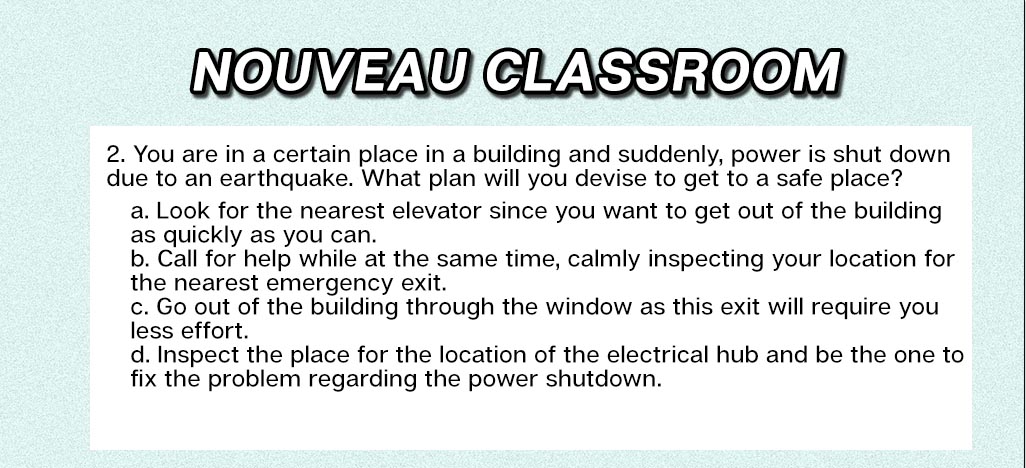 NOUVEAU CLASSROOM
2. You are in a certain place in a building and suddenly, power is shut down
due to an earthquake. What plan will you devise to get to a safe place?
a. Look for the nearest elevator since you want to get out of the building
as quickly as you can.
b. Call for help while at the same time, calmly inspecting your location for
the nearest emergency exit.
c. Go out of the building through the window as this exit will require you
less effort.
d. Inspect the place for the location of the electrical hub and be the one to
fix the problem regarding the power shutdown.